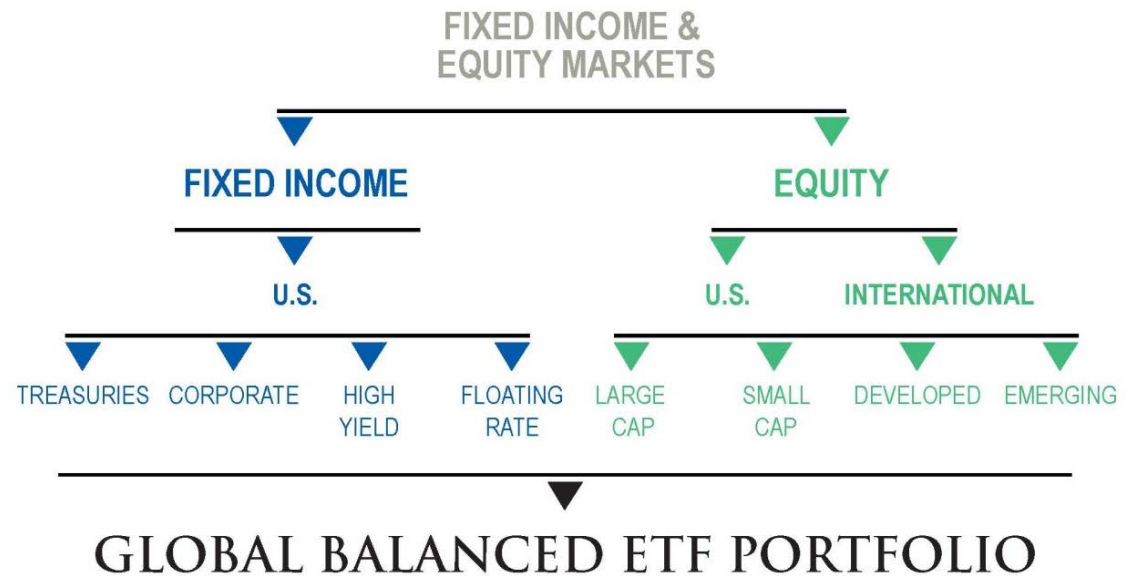 FIXED INCOME &
EQUITY MARKETS
FIXED INCOME
EQUITY
U.S.
U.S.
INTERNATIONAL
TREASURIES
CORPORATE
HIGH
YIELD
FLOATING
RATE
LARGE
CAP
SMALL
CAP
DEVELOPED
EMERGING
GLOBAL BALANCED ETF PORTFOLIO